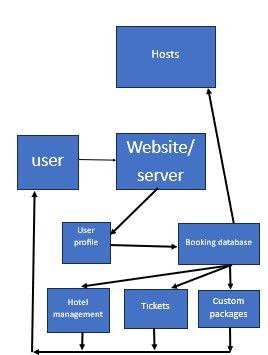 Hosts
user
Website/
server
User
profile
Booking database
Hotel
management
Tickets
Custom
packages